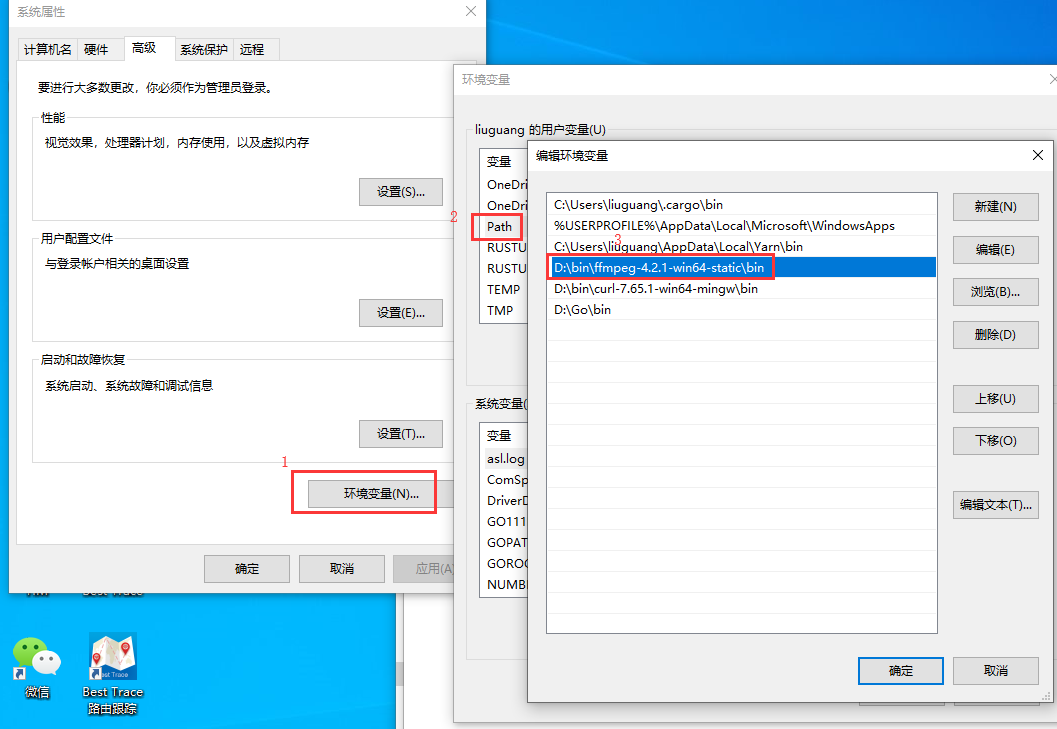 系统属性
计算机名
硬件
高级
系统保护
远程
要进行大多数更改，你必须作为管理员登录。
性能
视觉效果，处理器计划，内存使用，以及虚拟内存
设置(S)...
用户配置文件
与登录帐户相关的桌面设置
设置(E)...
启动和故障恢复
系统启动、系统故障和调试信息
设置(T)...
1
环境变量(N)...
确定
取消
应用(A)
微信
Best Trace
Best Trace
路由跟踪
环境变量
liuguang 的用户变量(U)
变量
OneDri
OneDri
2
Path
RUSTU
RUSTU
TEMP
TMP
系统变量(
变量
asl.log
ComSp
DriverD
GO111
GOPAT
GOROO
NUMBE
编辑环境变量
C:\Users\liuguang\.cargo\bin
%USERPROFILE%\AppData\Local\Microsoft\WindowsApps
3
C:\Users\liuguang\AppData\Local\Yarn\bin
D:\bin\ffmpeg-4.2.1-win64-static\bin
D:\bin\curl-7.65.1-win64-mingw\bin
D:\Go\bin
新建(N)
编辑(E)
浏览(B)...
删除(D)
上移(U)
下移(O)
编辑文本(T)...
确定
取消